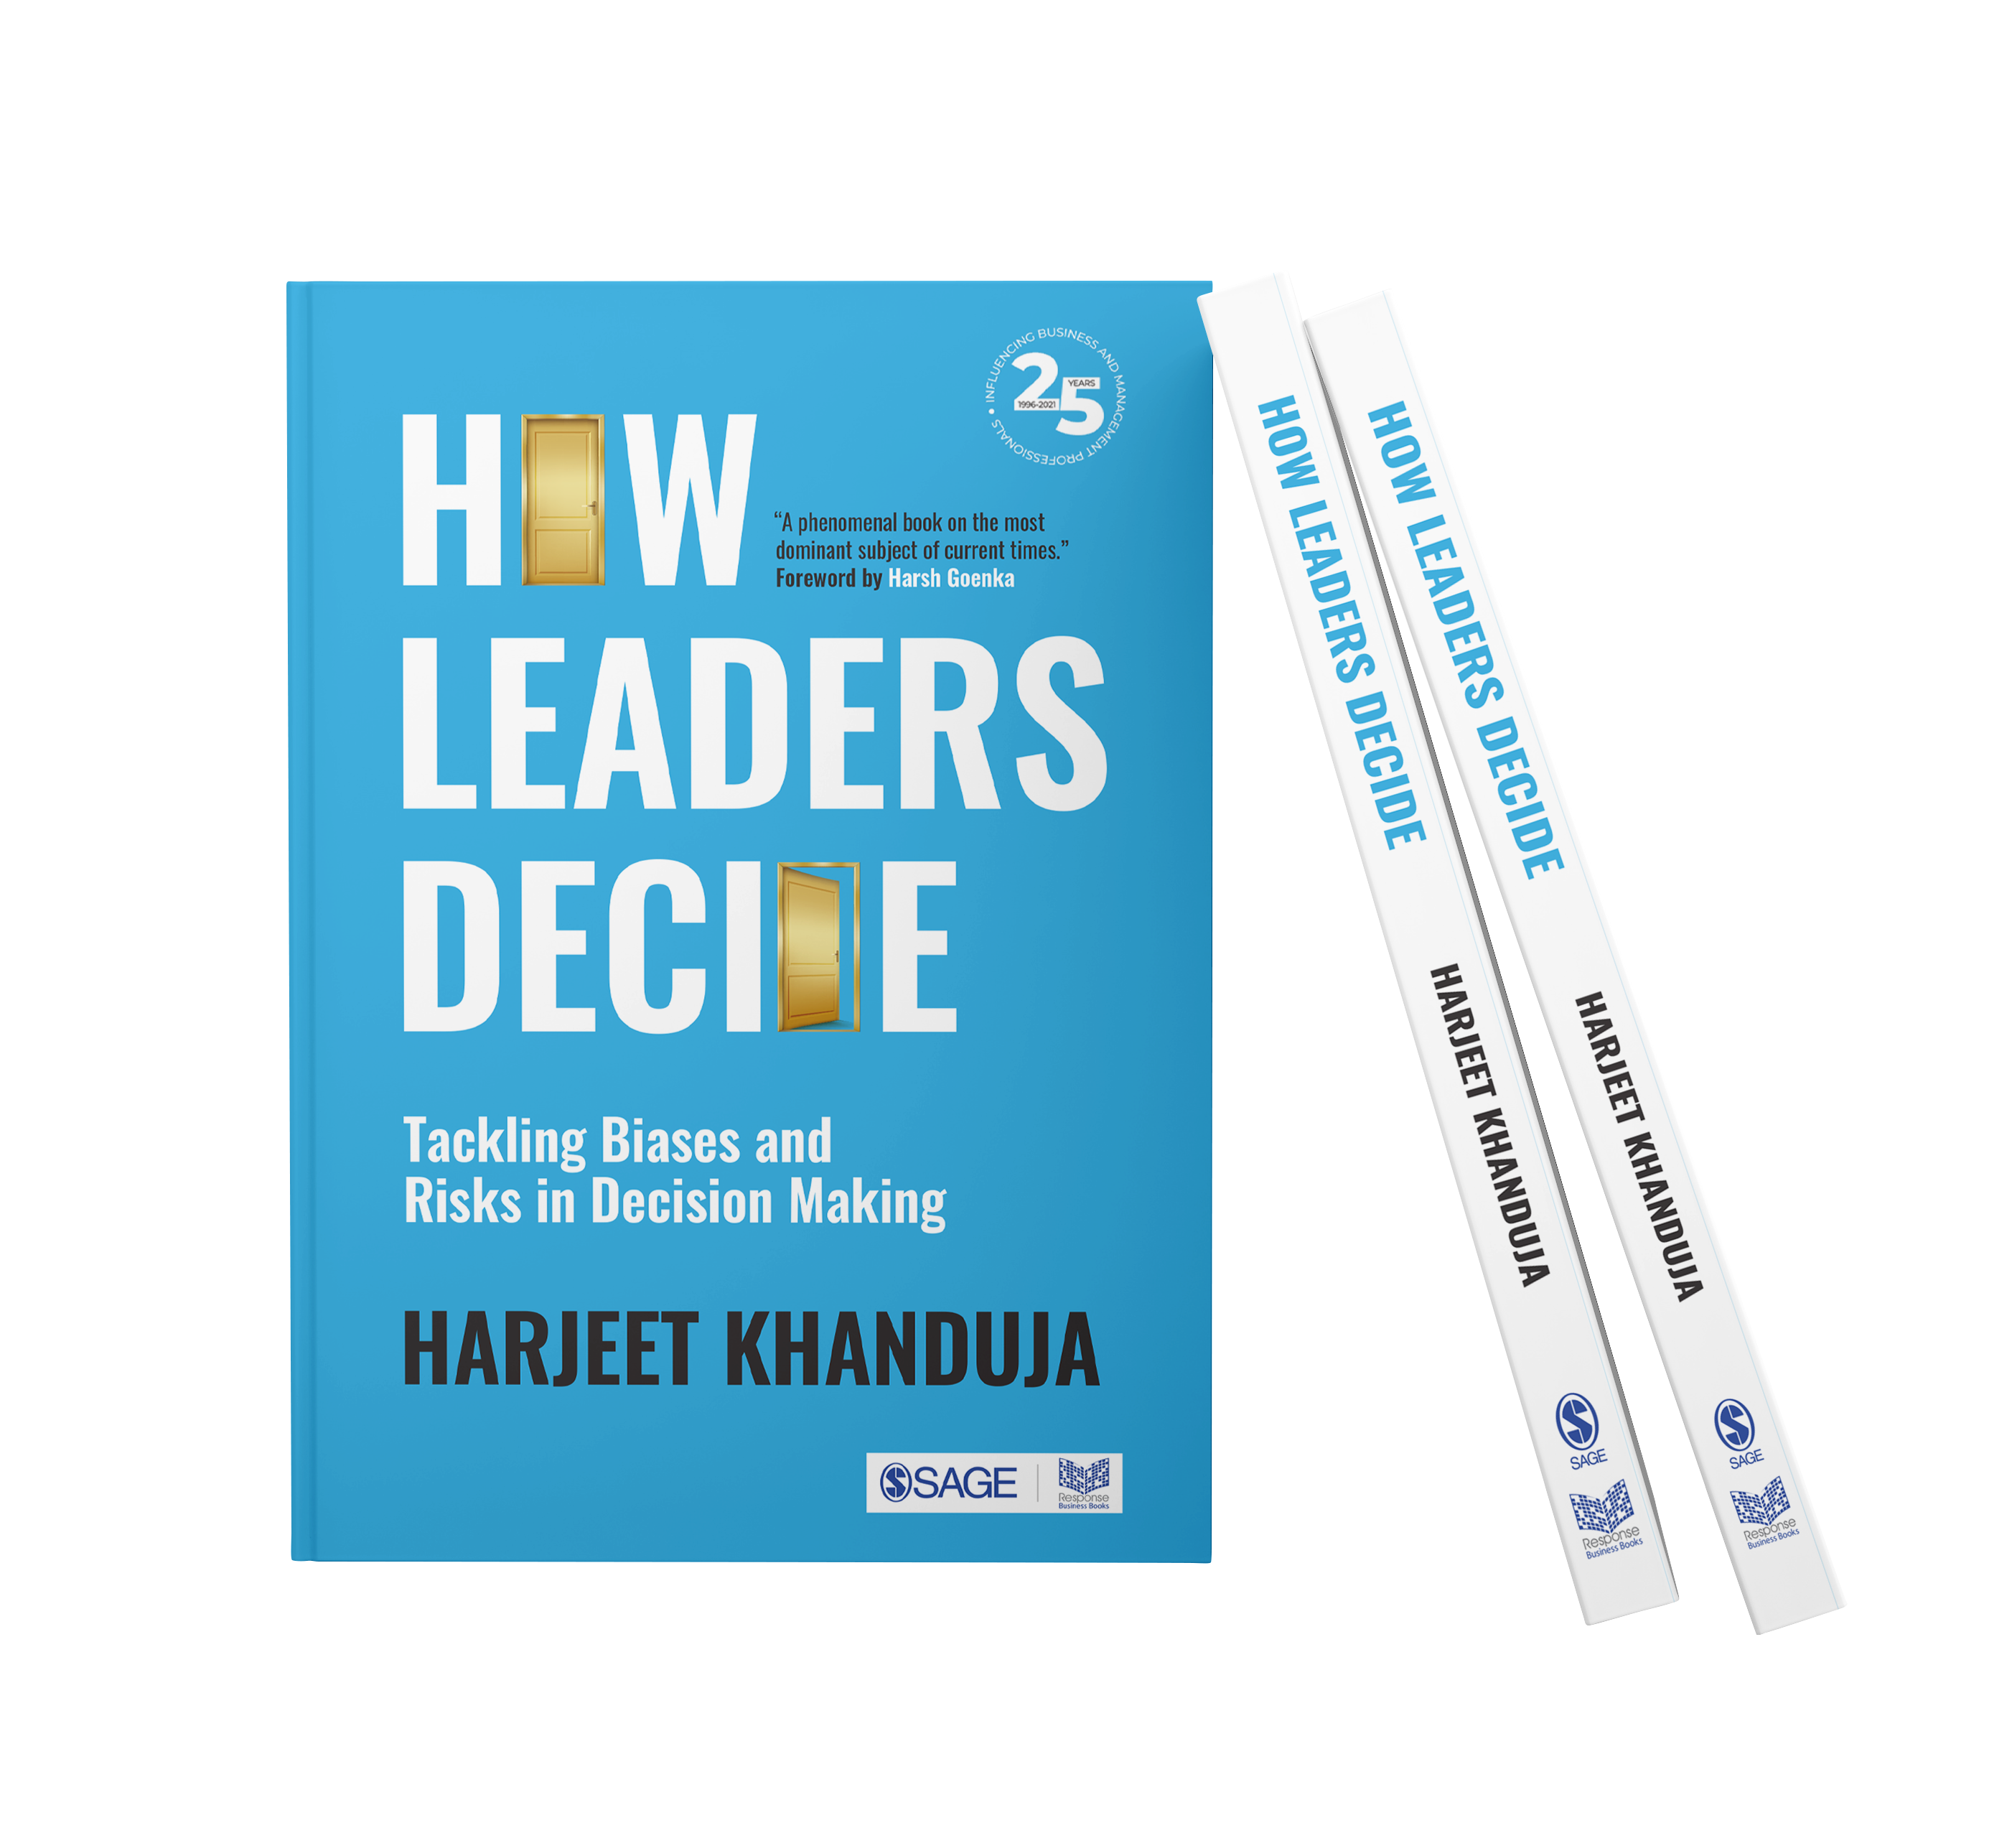 INFLUENCING BUSINESS AND MANAGEMENT PROFESSIONALS •
25
YEARS
1996-2021
HOW
“A phenomenal book on the most
dominant subject of current times.”
Foreword by Harsh Goenka
LEADERS
DECIDE
Tackling Biases and
Risks in Decision Making
HARJEET KHANDUJA
SAGE
Response
Business Books
HOW LEADERS DECIDE
HARJEET KHANDUJA
SAGE
Response
Business Books
HOW LEADERS DECIDE
HARJEET KHANDUJA
SAGE
Response
Business Books